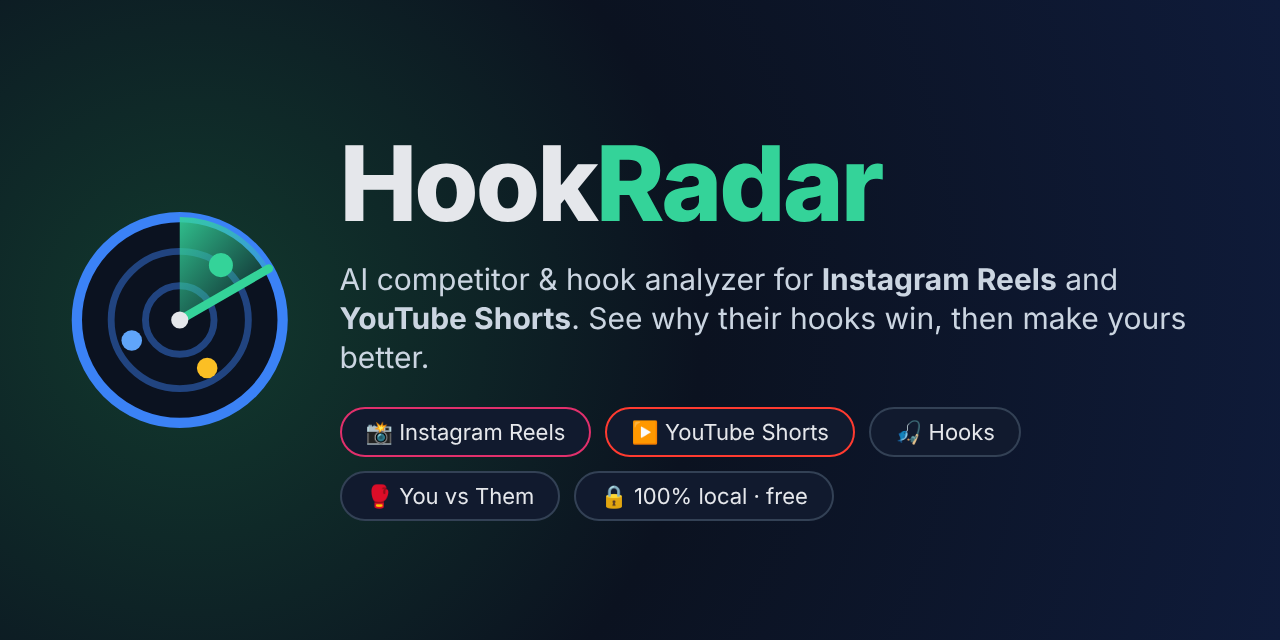 HookRadar
AI competitor & hook analyzer for Instagram Reels and
YouTube Shorts. See why their hooks win, then make yours
better.
📸 Instagram Reels
▶️ YouTube Shorts
🎣 Hooks
🥊 You vs Them
🔒 100% local · free